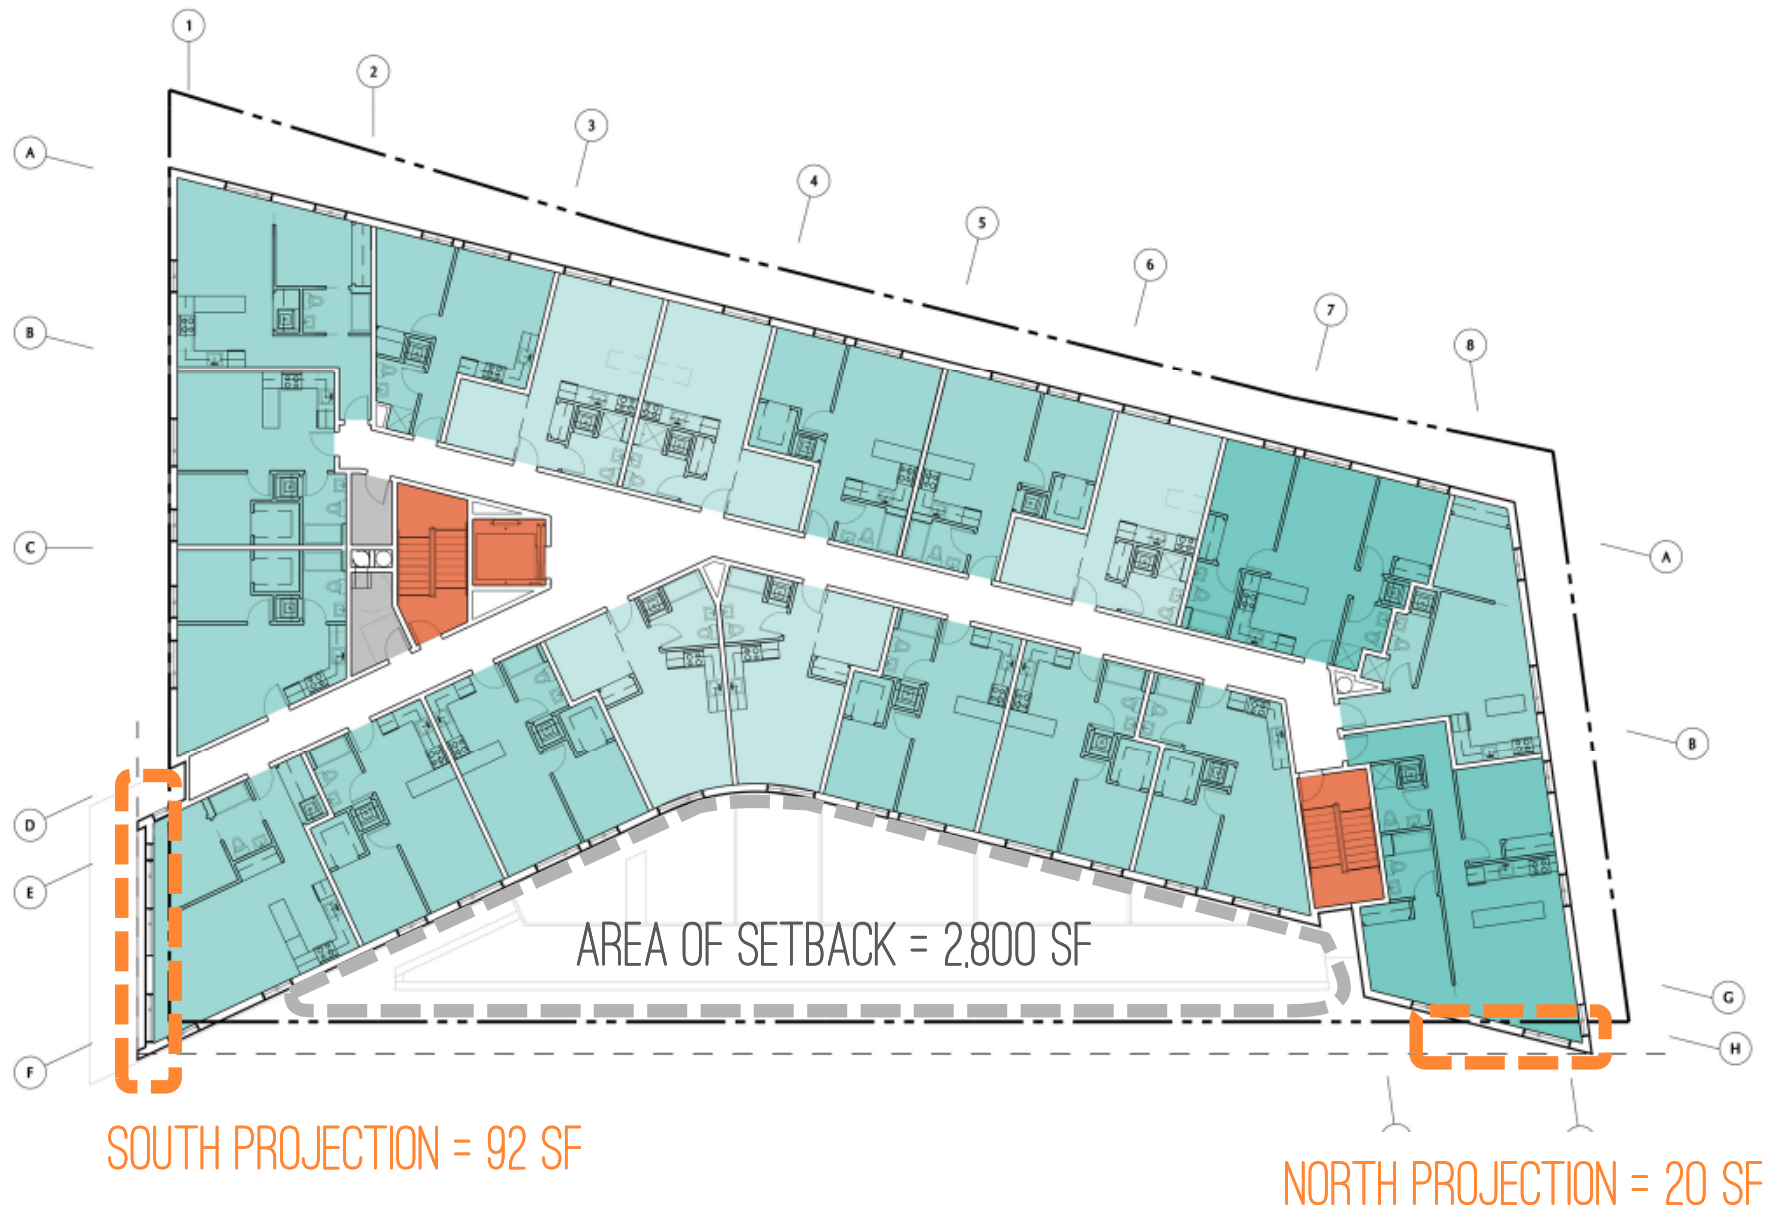 1
2
3
4
5
6
7
8
A
B
C
D
E
F
A
B
G
H
AREA OF SETBACK = 2,800 SF
SOUTH PROJECTION = 92 SF
NORTH PROJECTION = 20 SF